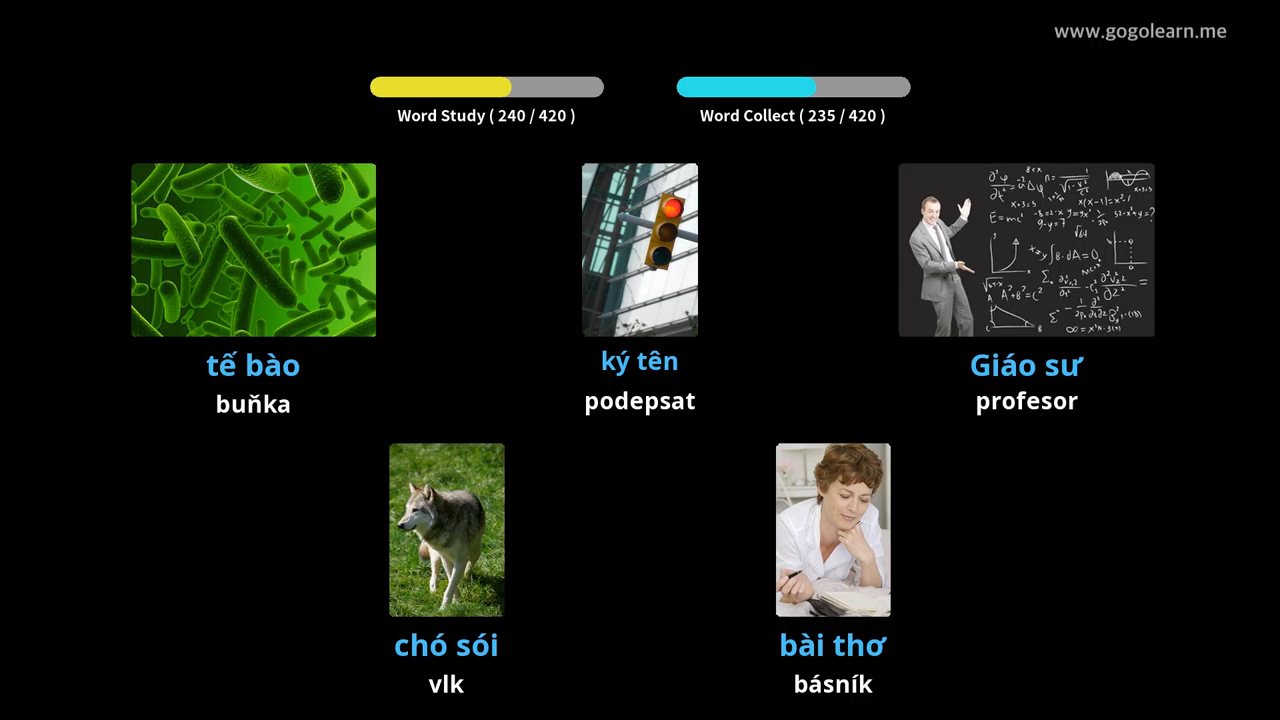 www.gogolearn.me
Word Study ( 240 / 420 )
Word Collect ( 235 / 420 )
tế bào
buňka
ký tên
podepsat
Giáo sư
profesor
chó sói
vlk
bài thơ
básník